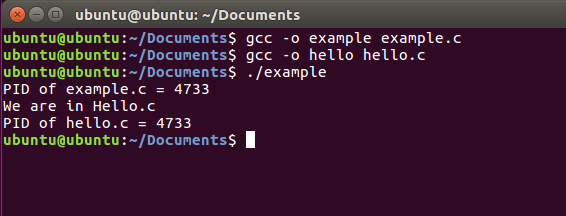 ubuntu@ubuntu: ~/Documents
ubuntu@ubuntu:~/Documents$ gcc -o example example.c
ubuntu@ubuntu:~/Documents$ gcc -o hello hello.c
ubuntu@ubuntu:~/Documents$ ./example
PID of example.c = 4733
We are in Hello.c
PID of hello.c = 4733
ubuntu@ubuntu:~/Documents$